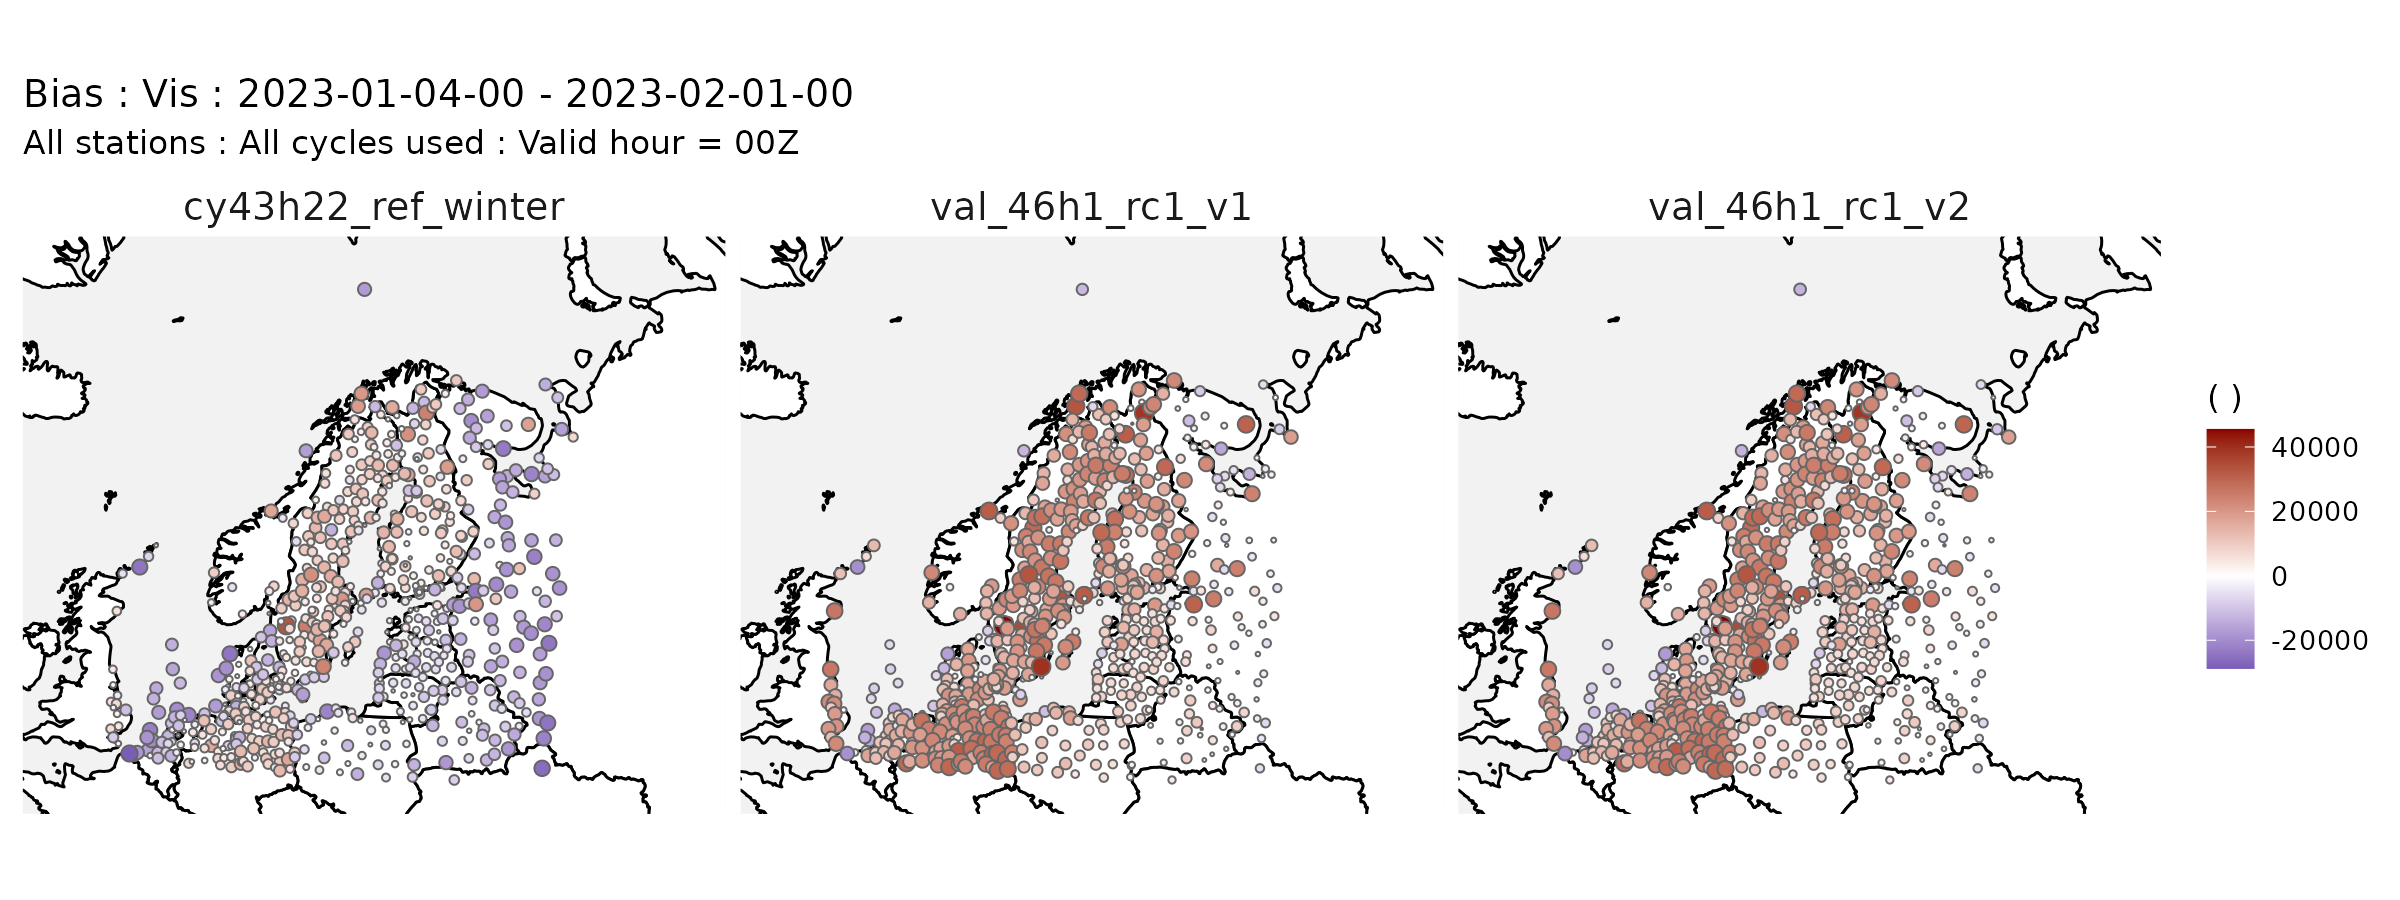 Bias : Vis : 2023-01-04-00 - 2023-02-01-00
All stations : All cycles used : Valid hour = 00Z
cy43h22_ref_winter
val_46h1_rc1_v1
val_46h1_rc1_v2
( )
40000
20000
0
-20000